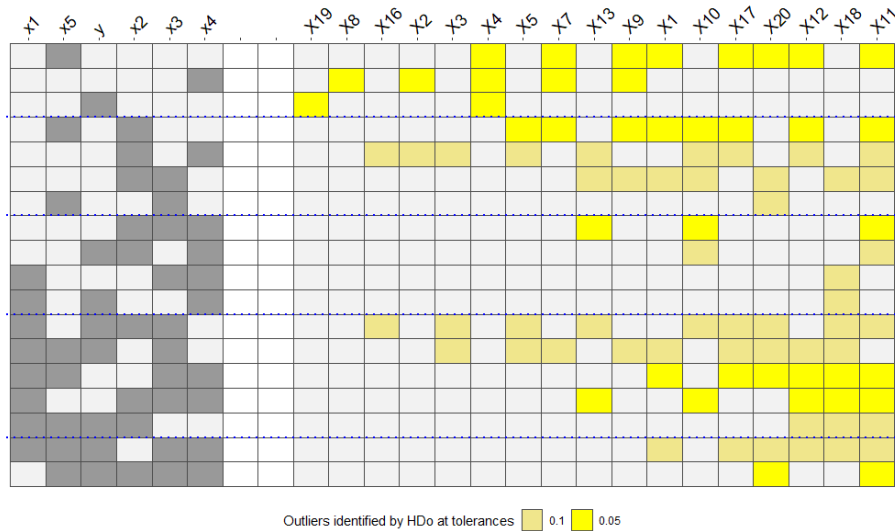 x1 x5 y x2 x3 x4 . . X19 X8 X16 X2 X3 X4 X5 X7 X13 X9 X1 X10 X17 X20 X12 X18 X11
Outliers identified by HDo at tolerances 0.1 0.05